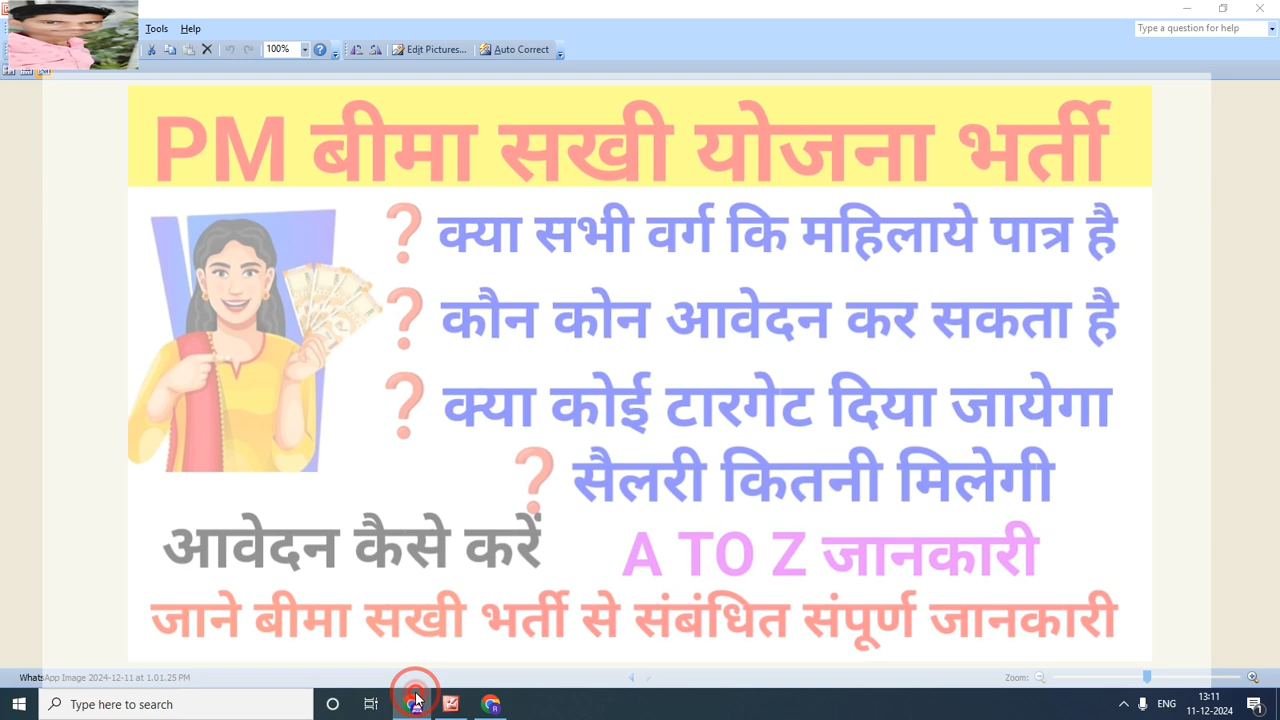 Tools Help
Type a question for help
100%
Edit Pictures... Auto Correct
PM बीमा सखी योजना भर्ती
❓क्या सभी वर्ग कि महिलाये पात्र है
❓कौन कोन आवेदन कर सकता है
❓क्या कोई टारगेट दिया जायेगा
❓सैलरी कितनी मिलेगी
आवेदन कैसे करें
A TO Z जानकारी
जाने बीमा सखी भर्ती से संबंधित संपूर्ण जानकारी
WhatsApp Image 2024-12-11 at 1.01.25 PM
Zoom:
Type here to search
ENG
13:11
11-12-2024